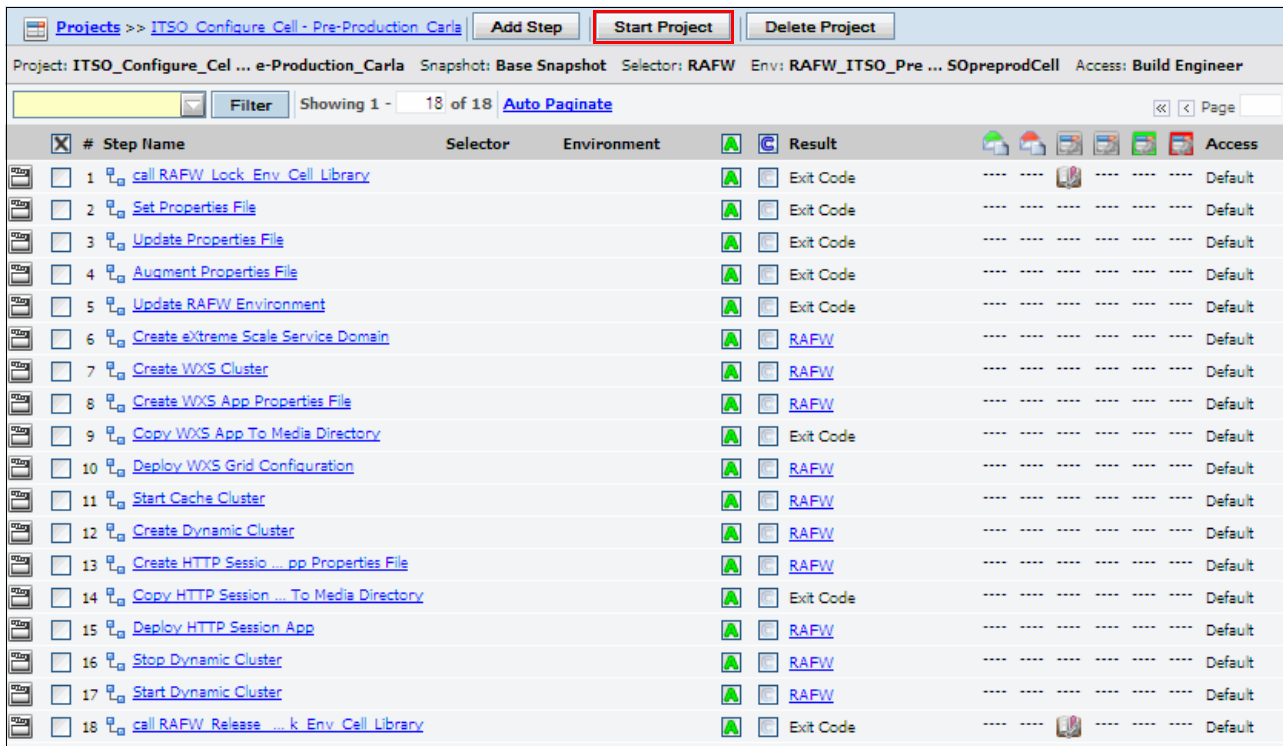 Projects >> ITSO_Configure_Cell - Pre-Production_Carla Add Step Start Project Delete Project
Project: ITSO_Configure_Cel ... e-Production_Carla Snapshot: Base Snapshot Selector: RAFW Env: RAFW_ITSO_Pre ... SOpreprodCell Access: Build Engineer
Filter Showing 1 - 18 of 18 Auto Paginate Page
# Step Name Selector Environment A C Result Access
1 call RAFW_Lock_Env_Cell_Library A C Exit Code ---- ---- ---- ---- ---- Default
2 Set Properties File A C Exit Code ---- ---- ---- ---- ---- ---- Default
3 Update Properties File A C Exit Code ---- ---- ---- ---- ---- ---- Default
4 Augment Properties File A C Exit Code ---- ---- ---- ---- ---- ---- Default
5 Update RAFW Environment A C Exit Code ---- ---- ---- ---- ---- ---- Default
6 Create eXtreme Scale Service Domain A C RAFW ---- ---- ---- ---- ---- ---- Default
7 Create WXS Cluster A C RAFW ---- ---- ---- ---- ---- ---- Default
8 Create WXS App Properties File A C RAFW ---- ---- ---- ---- ---- ---- Default
9 Copy WXS App To Media Directory A C Exit Code ---- ---- ---- ---- ---- ---- Default
10 Deploy WXS Grid Configuration A C RAFW ---- ---- ---- ---- ---- ---- Default
11 Start Cache Cluster A C RAFW ---- ---- ---- ---- ---- ---- Default
12 Create Dynamic Cluster A C RAFW ---- ---- ---- ---- ---- ---- Default
13 Create HTTP Sessio ... pp Properties File A C RAFW ---- ---- ---- ---- ---- ---- Default
14 Copy HTTP Session ... To Media Directory A C Exit Code ---- ---- ---- ---- ---- ---- Default
15 Deploy HTTP Session App A C RAFW ---- ---- ---- ---- ---- ---- Default
16 Stop Dynamic Cluster A C RAFW ---- ---- ---- ---- ---- ---- Default
17 Start Dynamic Cluster A C RAFW ---- ---- ---- ---- ---- ---- Default
18 call RAFW_Release_ ... k_Env_Cell_Library A C Exit Code ---- ---- ---- ---- ---- Default